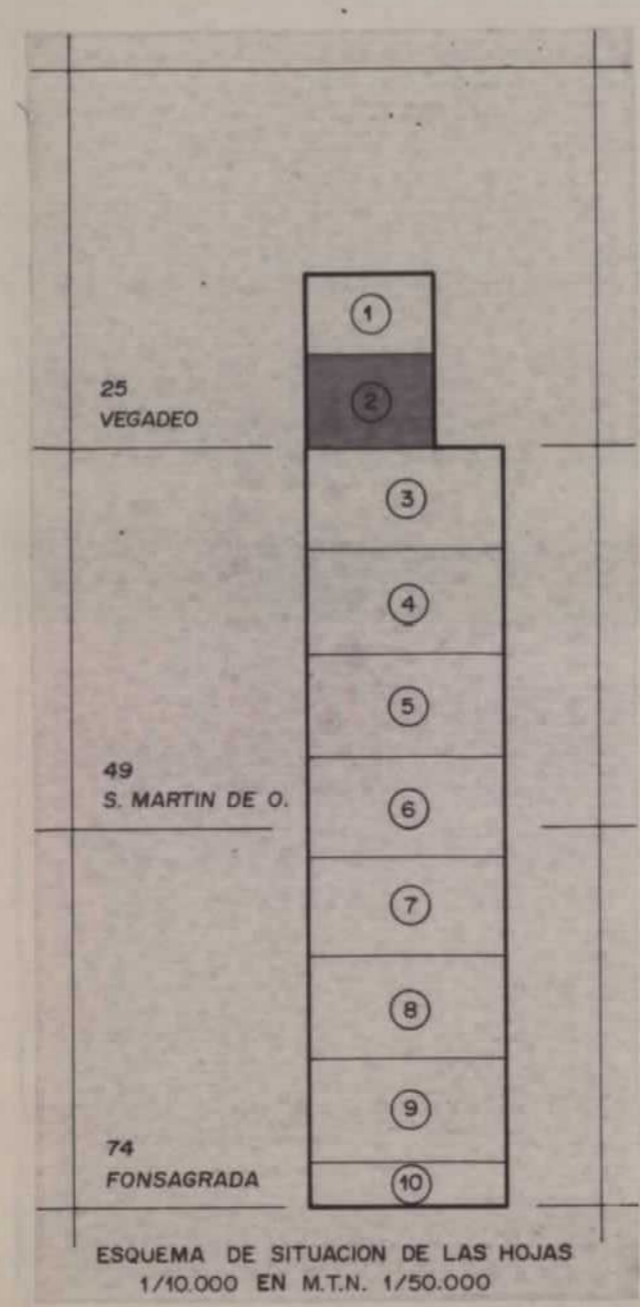 1
2
25
VEGADEO
3
4
5
49
S. MARTIN DE O.
6
7
8
9
74
FONSAGRADA
10
ESQUEMA DE SITUACION DE LAS HOJAS
1/10.000 EN M.T.N. 1/50.000